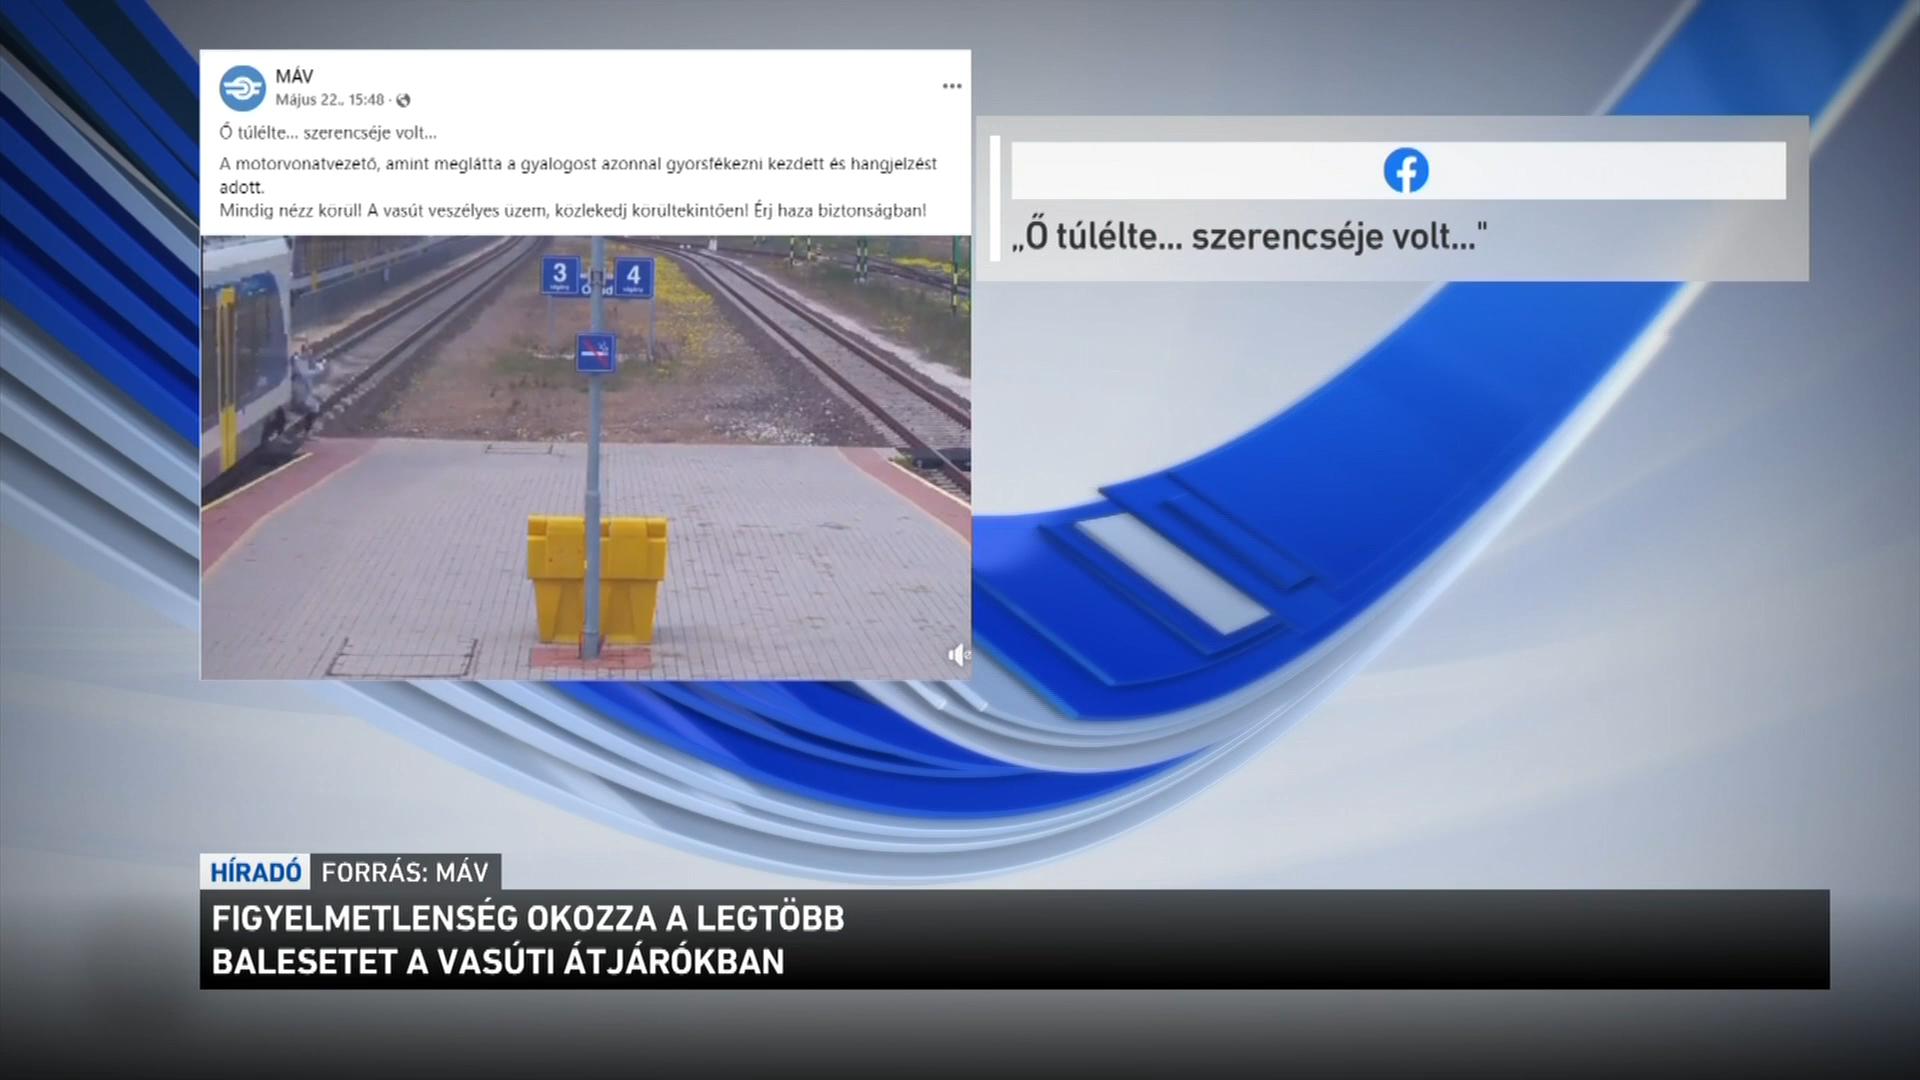 MÁV
Május 22., 15:48 ·
Ő túlélte... szerencséje volt...
A motorvonatvezető, amint meglátta a gyalogost azonnal gyorsfékezni kezdett és hangjelzést
adott.
Mindig nézz körül! A vasút veszélyes üzem, közlekedj körültekintően! Érj haza biztonságban!
3 4
vágány vágány
„Ő túlélte... szerencséje volt..."
HÍRADÓ FORRÁS: MÁV
FIGYELMETLENSÉG OKOZZA A LEGTÖBB
BALESETET A VASÚTI ÁTJÁRÓKBAN